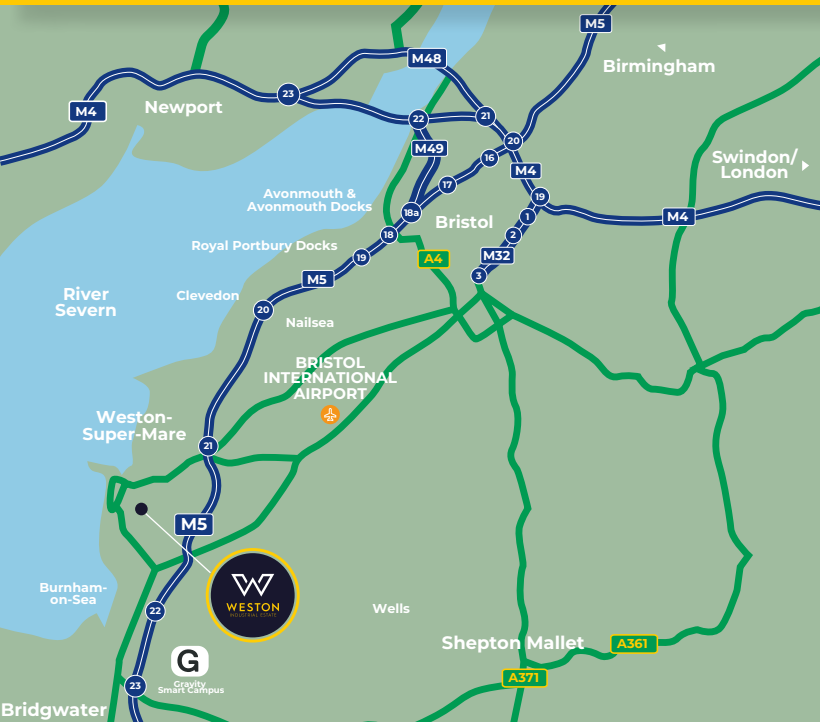 M5
M48
Birmingham
23
M4
Newport
22
21
20
M49
16
Swindon/
London
M4
17
19
Avonmouth &
Avonmouth Docks
18a
1
M4
Bristol
18
2
Royal Portbury Docks
19
A4
M32
3
M5
Clevedon
River
Severn
20
Nailsea
BRISTOL
INTERNATIONAL
AIRPORT
Weston-
Super-Mare
21
M5
Burnham-
on-Sea
W
WESTON
INDUSTRIAL ESTATE
22
Wells
Shepton Mallet
A361
G
Gravity
Smart Campus
A371
23
Bridgwater